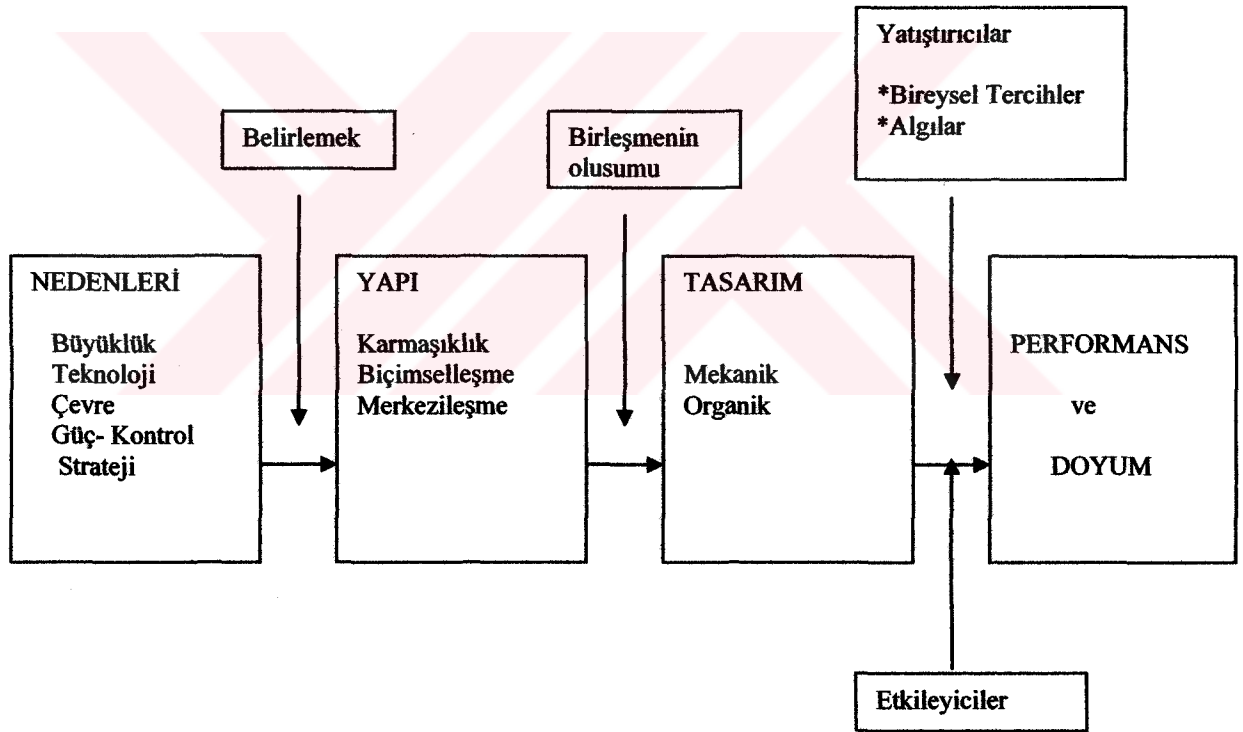 Yatıştırıcılar
*Bireysel Tercihler
*Algılar
Belirlemek
Birleşmenin
olusumu
NEDENLERİ
Büyüklük
Teknoloji
Çevre
Güç- Kontrol
Strateji
YAPI
Karmaşıklık
Biçimselleşme
Merkezileşme
TASARIM
Mekanik
Organik
PERFORMANS
ve
DOYUM
Etkileyiciler